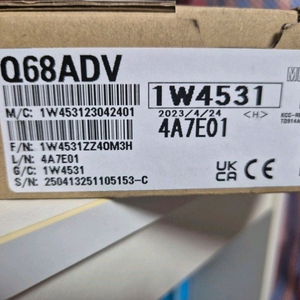 Q68ADV
1W4531
M/C: 1W453123042401
2023/4/24 <H>
4A7E01
F/N: 1W4531ZZ40M3H
L/N: 4A7E01
G/C: 1W4531
S/N: 250413251105153-C
UK
CA
CE